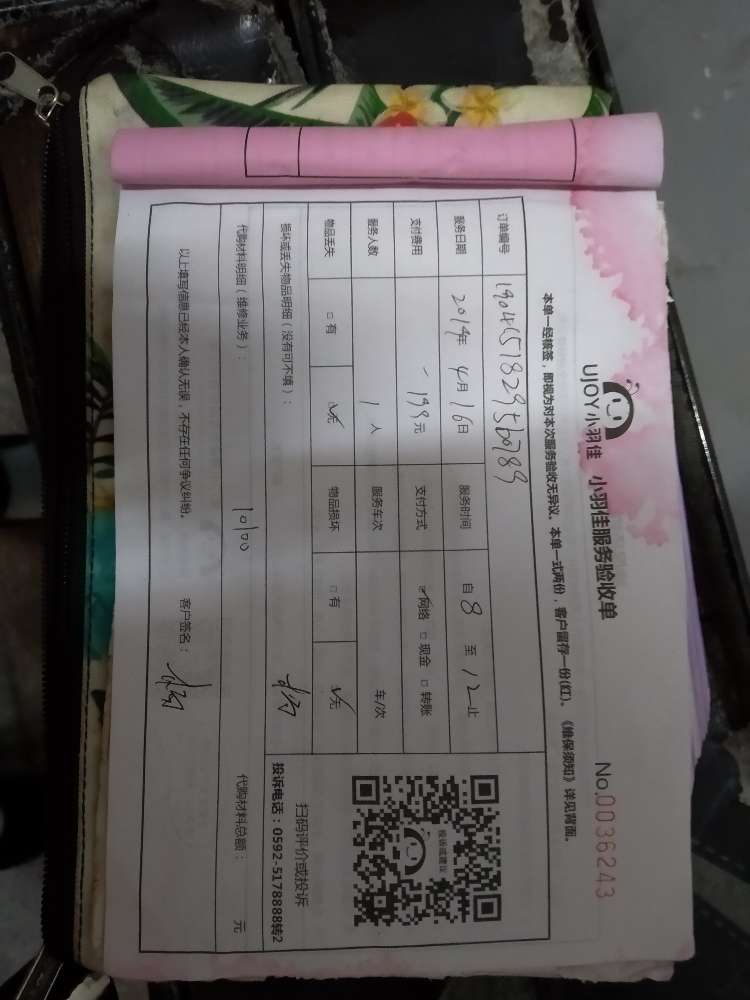 UJOY小羽佳 小羽佳服务验收单
No.0036243
本单一经核签，即视为对本次服务验收无异议。本单一式两份，客户留存一份(红)。《维保须知》详见背面。
订单编号
服务日期 2019年 4月 16日 服务时间 自 8 至 12 止
支付费用 199元 支付方式 ☑网络 □现金 □转账
服务人数 1 人 服务车次 车/次
物品丢失 □有 ☑无 物品损坏 □有 ☑无
损坏或丢失物品明细（没有可不填）：
代购材料明细（维修业务）： 代购材料总额： 元
以上填写信息已经本人确认无误，不存在任何争议纠纷。 客户签名：
投诉或建议
扫码评价或投诉
投诉电话：0592-5178888转2